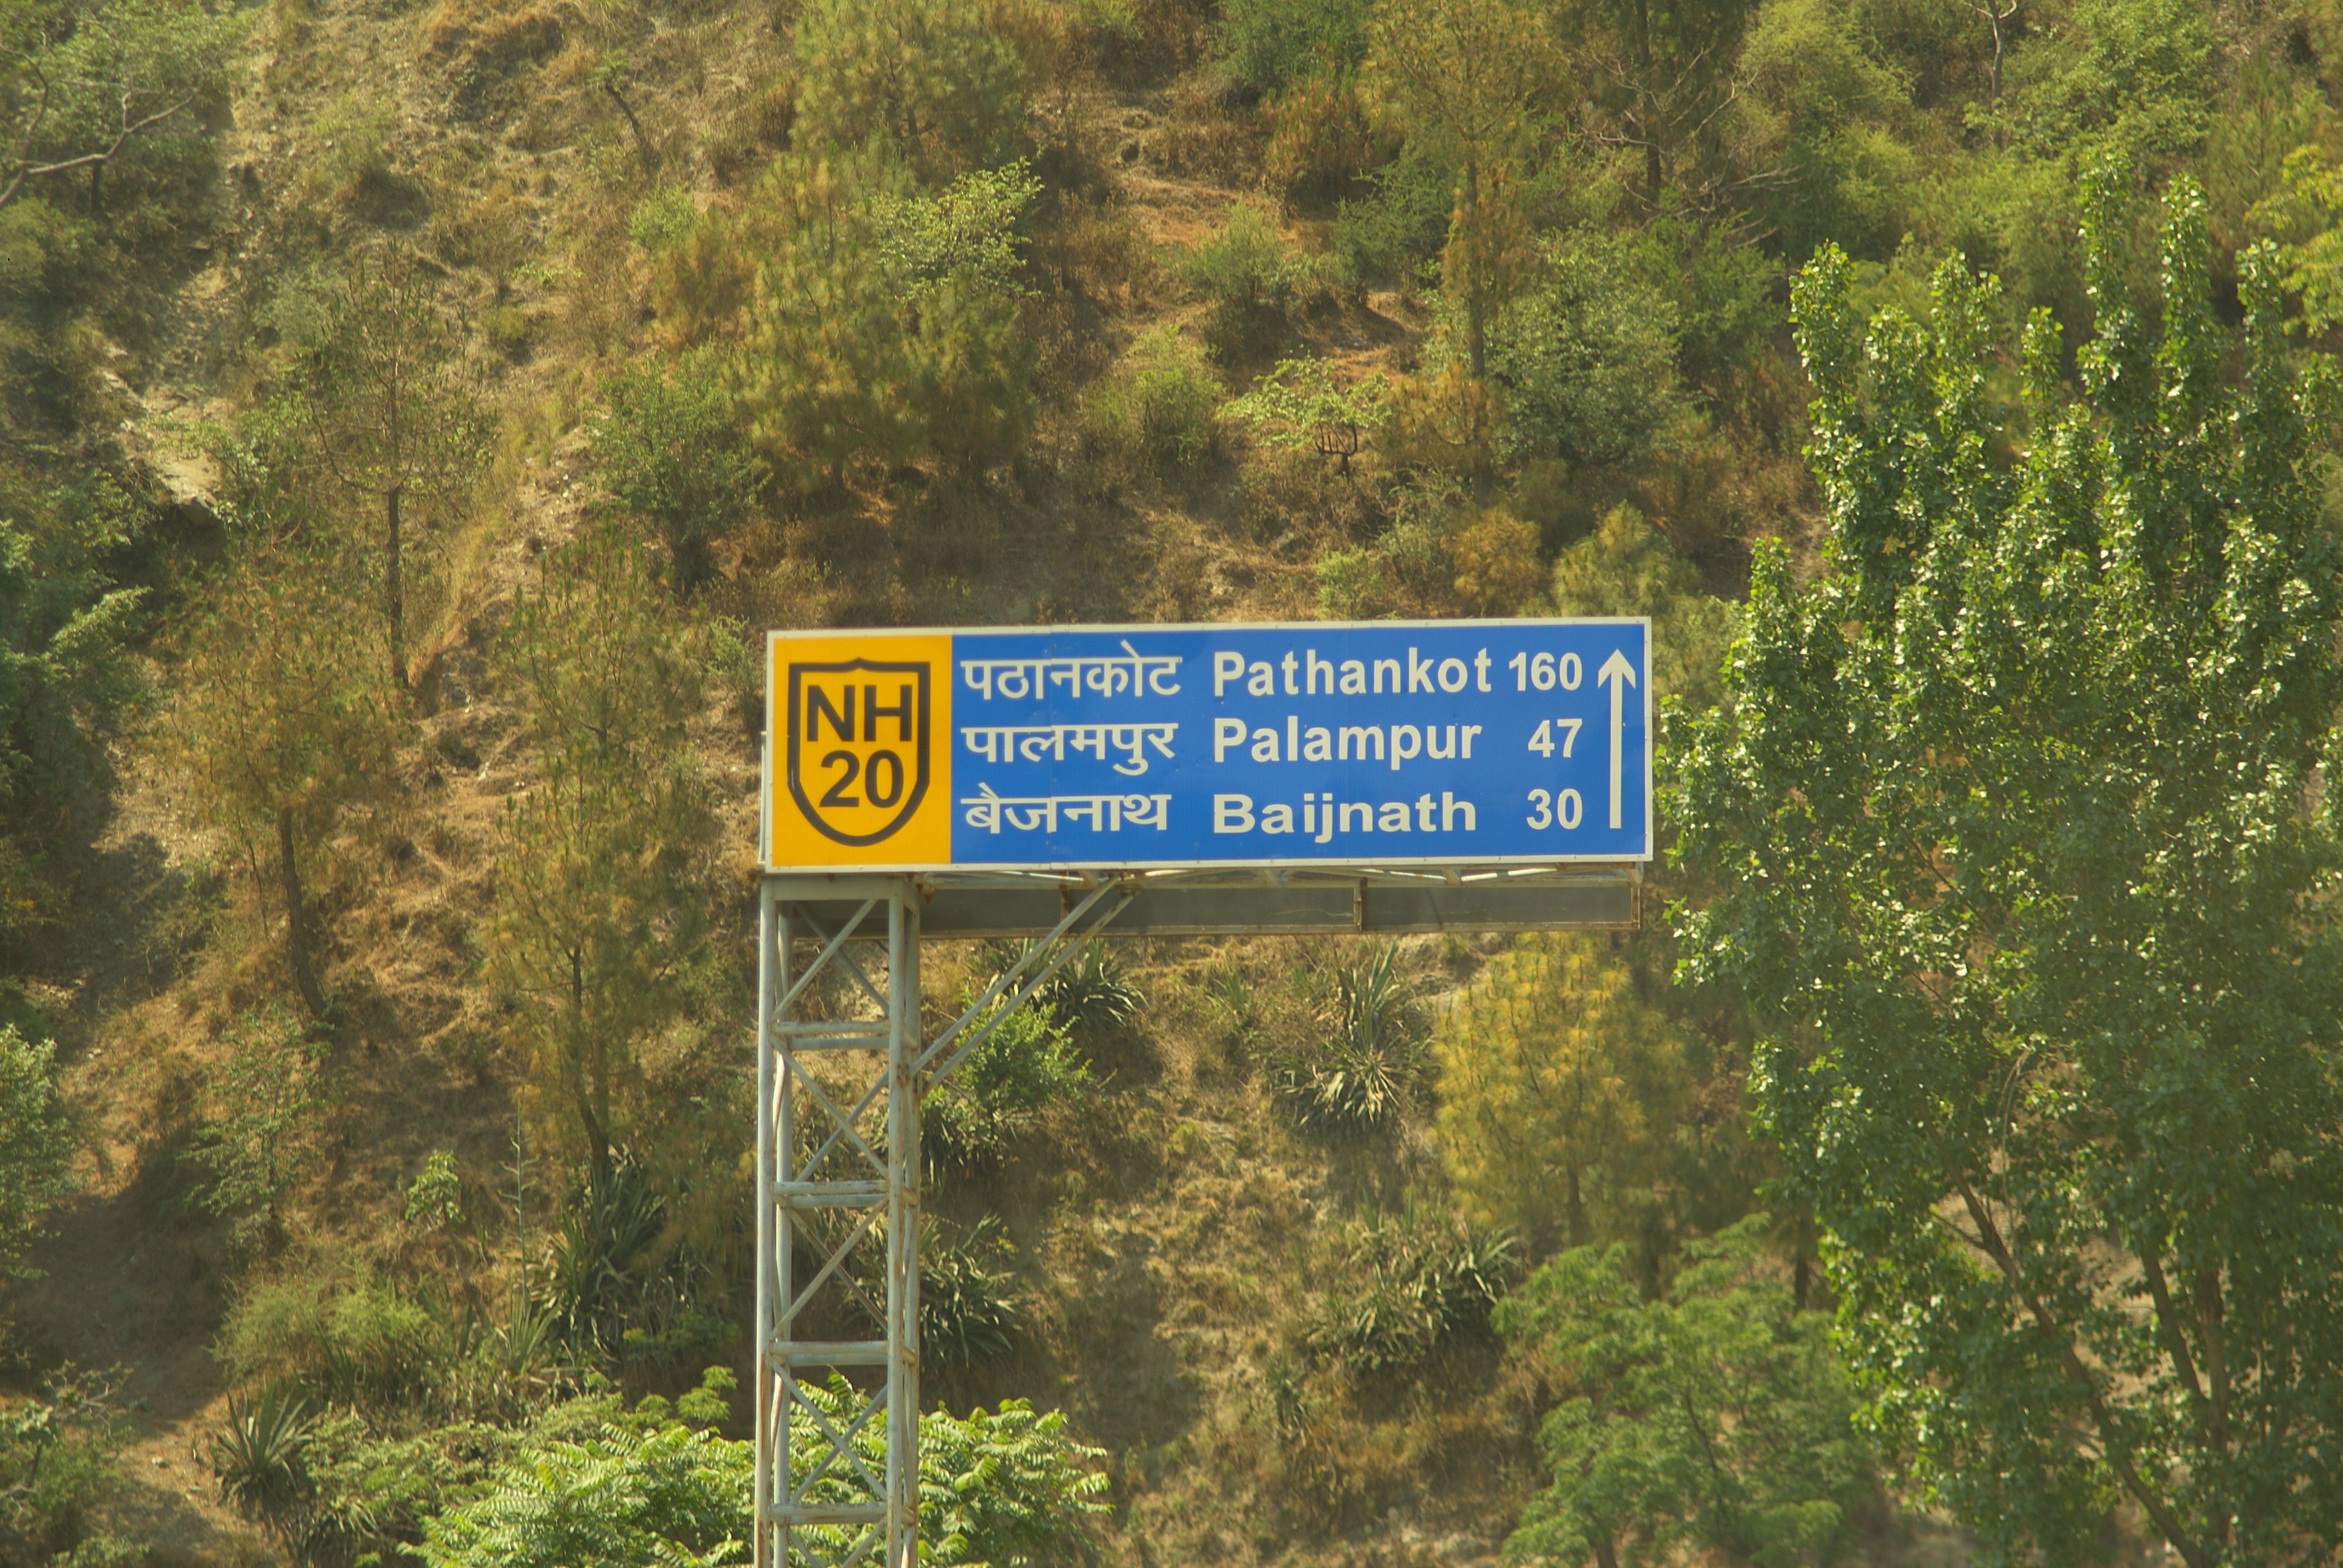 NH
20
पठानकोट Pathankot 160
पालमपुर Palampur 47
बैजनाथ Baijnath 30